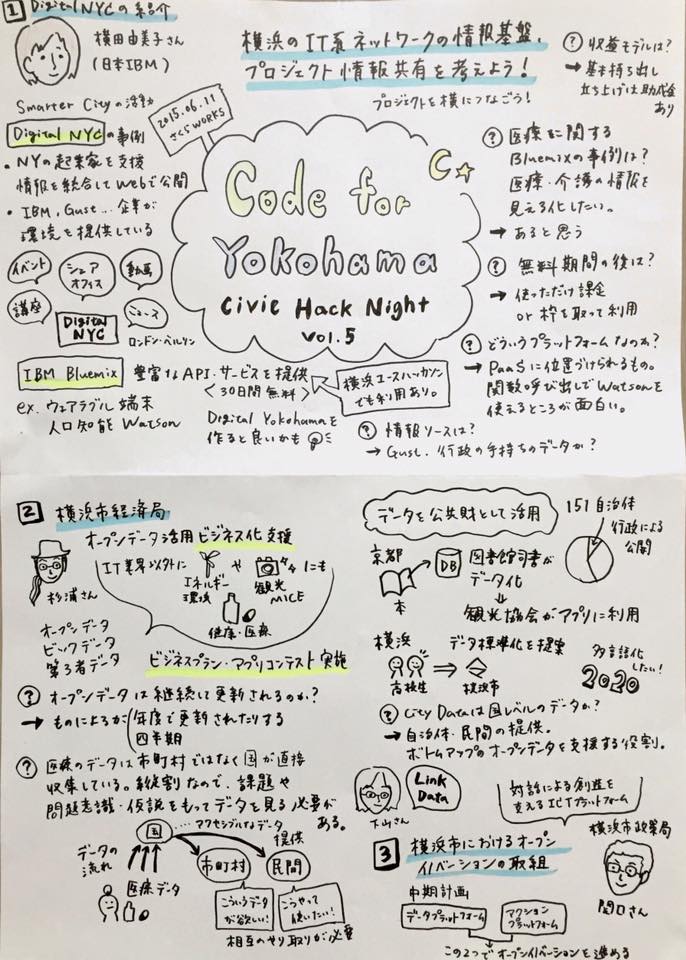 1 Digital NYCの紹介
横田由美子さん
(日本IBM)
Smarter Cityの活動
Digital NYCの事例
・NYの起業家を支援
情報を統合してWebで公開
・IBM, Gust... 企業が
環境を提供している
イベント
シェア
オフィス
動画
講座
Digital
NYC
ニュース
ロンドン・ベルリン
IBM Bluemix 豊富なAPI・サービスを提供
<30日間無料>
ex. ウェアラブル端末
人口知能 Watson
Digital Yokohamaを
作ると良いかも
横浜ユースハッカソン
でも利用あり。
横浜のIT系ネットワークの情報基盤、
プロジェクト情報共有を考えよう!
プロジェクトを横につなごう!
2015.06.11
さくらWORKS
Code for
Yokohama
Civic Hack Night
vol.5
? 収益モデルは?
→ 基本持ち出し
立ち上げは助成金
あり
? 医療に関する
Bluemixの事例は?
医療・介護の情報を
見える化したい。
→ あると思う
? 無料期間の後は?
→ 使っただけ課定
or 枠を取って利用
? どういうプラットフォームなのか?
→ PaaSに位置づけられるもの。
関数呼び出しでWatsonを
使えるところが面白い。
? 情報ソースは?
→ Gust、行政の手持ちのデータか?
2 横浜市経済局
オープンデータ活用 ビジネス化支援
杉浦さん
IT業界以外に
エネルギー
環境
や
観光
MICE
にも
健康・医療
オープンデータ
ビックデータ
第3者データ
ビジネスプラン・アプリコンテスト実施
? オープンデータは継続して更新されるのか?
→ ものによるが 年度で更新されたりする
四半期
? 医療のデータは市町村ではなく国が直接
収集している。縦割なので、課題や
問題意識・仮説をもってデータを見る必要が
ある。
国 …アクセシブルなデータ
提供
データの
流れ
医療データ
市町村
民間
こういうデータ
が欲しい!
こうやって
使いたい!
相互のやり取りが必要
データを公共財として活用
京都
本
DB
図書館司書が
データ化
→ 観光協会がアプリに利用
151自治体
行政による
公開
横浜
高校生
データ標準化を提案
横浜市
多言語化
したい!
2020
? City Dataは国レベルのデータか?
→ 自治体・民間の提供。
ボトムアップのオープンデータを支援する役割。
下山さん
Link
Data
対話による創造を
支えるICTプラットフォーム
3 横浜市におけるオープン
イノベーションの取組
横浜市政策局
関口さん
中期計画
データプラットフォーム
アクション
プラットフォーム
この2つでオープンイノベーションを進める